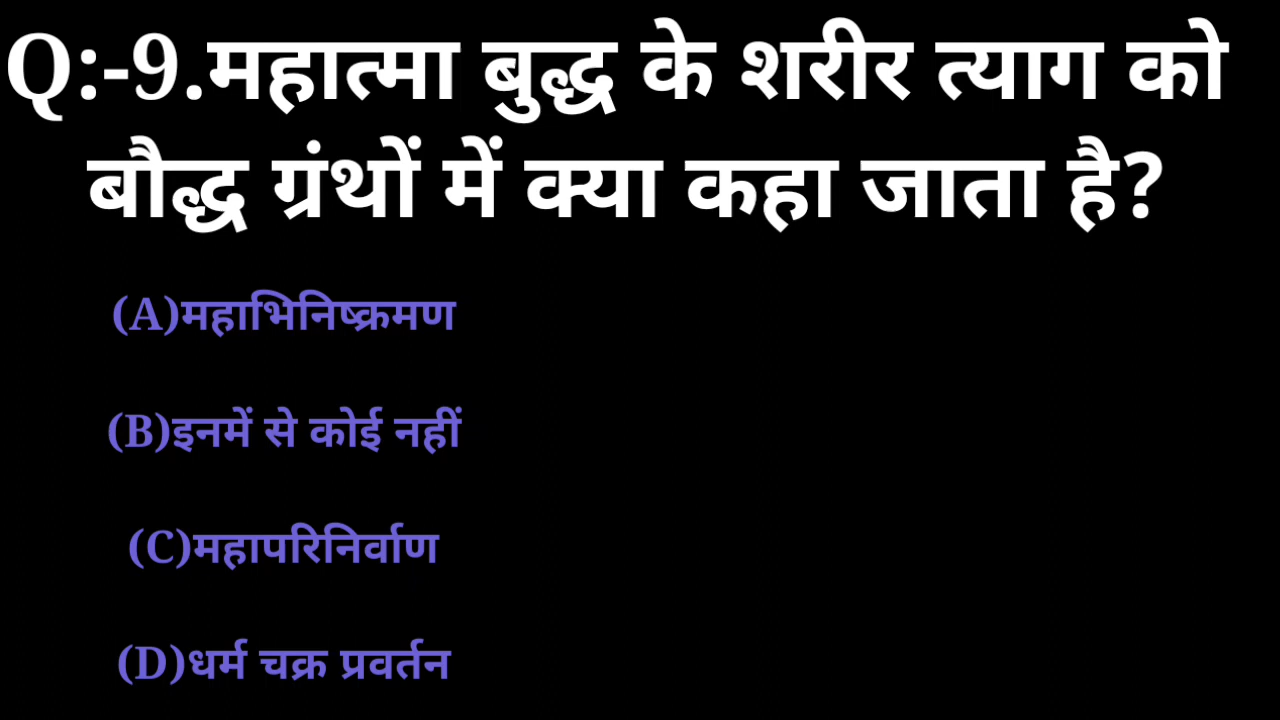 Q:-9.महात्मा बुद्ध के शरीर त्याग को
बौद्ध ग्रंथों में क्या कहा जाता है?
(A)महाभिनिष्क्रमण
(B)इनमें से कोई नहीं
(C)महापरिनिर्वाण
(D)धर्म चक्र प्रवर्तन